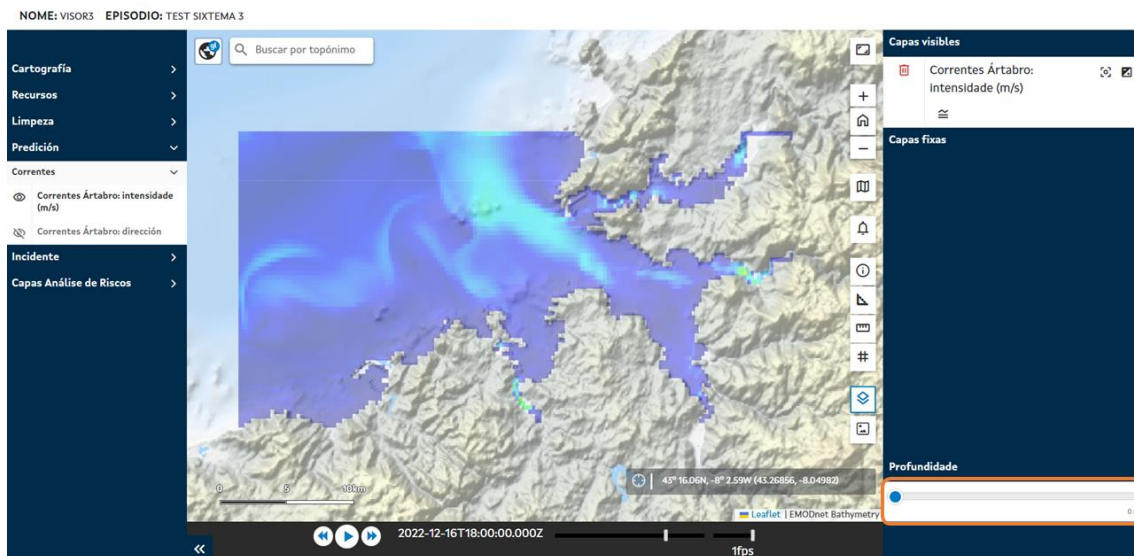 NOME: VISOR3 EPISODIO: TEST SIXTEMA 3
Cartografía
Recursos
Limpeza
Predición
Correntes
Correntes Ártabro: intensidade
(m/s)
Correntes Ártabro: dirección
Incidente
Capas Análise de Riscos
Buscar por topónimo
0 5 10km
43° 16.06N, -8° 2.59W (43.26856, -8.04982)
Leaflet | EMODnet Bathymetry
2022-12-16T18:00:00.000Z
1fps
Capas visibles
Correntes Ártabro:
Intensidade (m/s)
Capas fixas
Profundidade